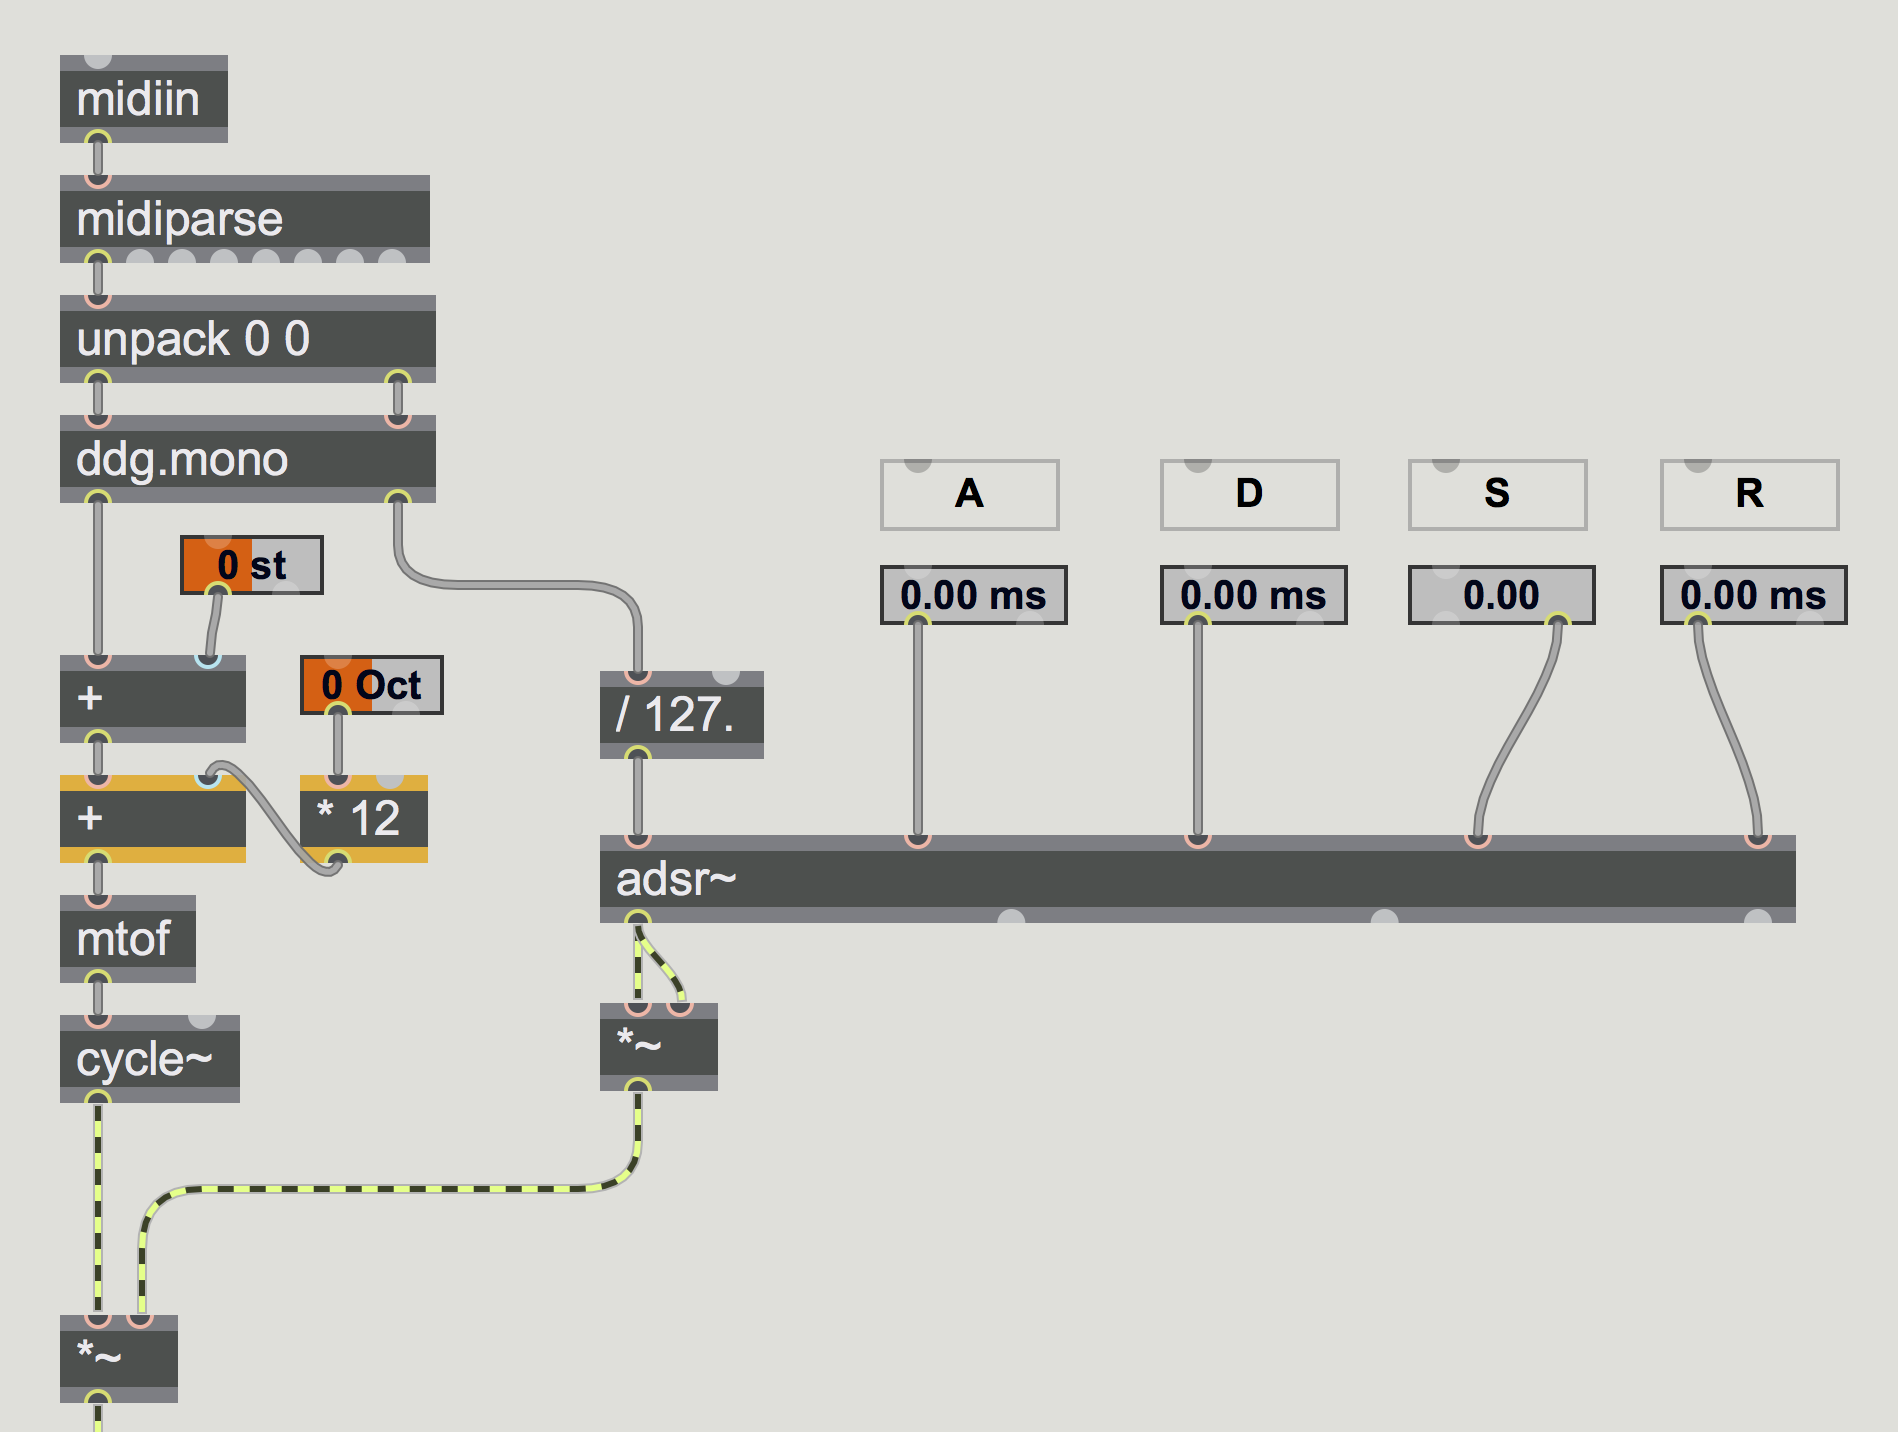 midiin
midiparse
unpack 0 0
ddg.mono
A
D
S
R
0 st
0.00 ms
0.00 ms
0.00
0.00 ms
+
0 Oct
/ 127.
+
* 12
adsr~
mtof
*~
cycle~
*~